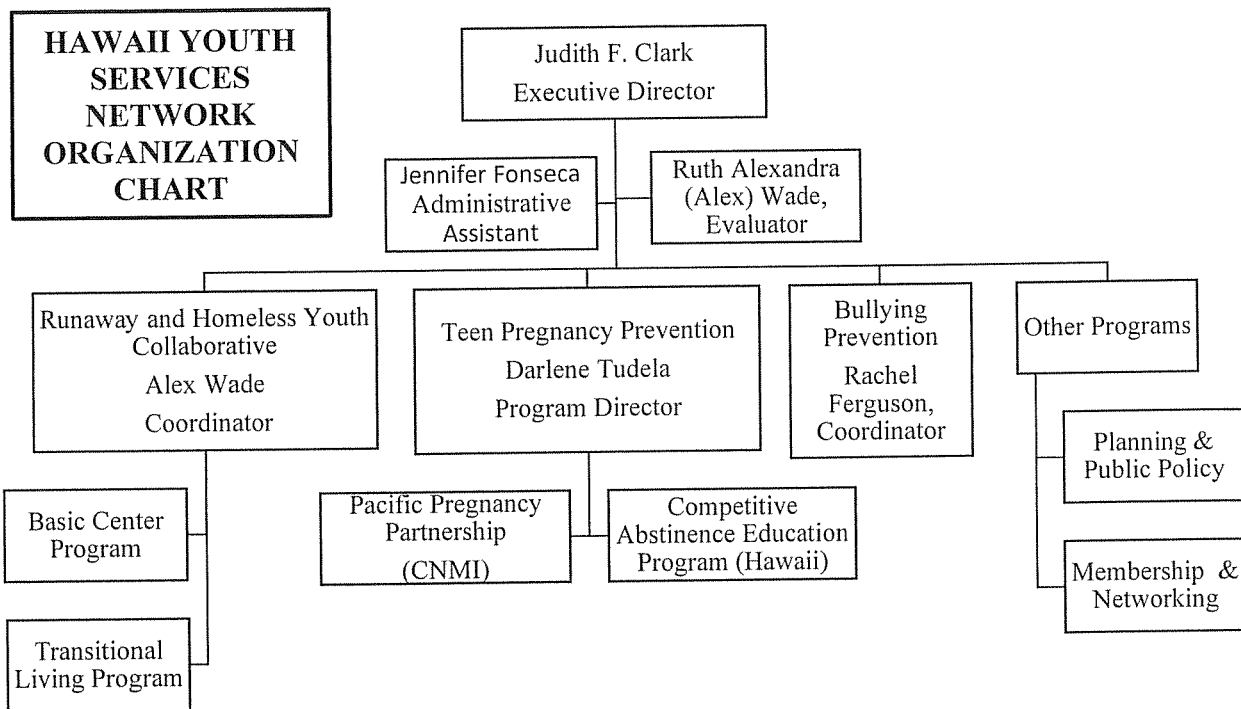 HAWAII YOUTH
SERVICES
NETWORK
ORGANIZATION
CHART
Judith F. Clark
Executive Director
Jennifer Fonseca
Administrative
Assistant
Ruth Alexandra
(Alex) Wade,
Evaluator
Runaway and Homeless Youth
Collaborative
Alex Wade
Coordinator
Teen Pregnancy Prevention
Darlene Tudela
Program Director
Bullying
Prevention
Rachel
Ferguson,
Coordinator
Other Programs
Basic Center
Program
Transitional
Living Program
Pacific Pregnancy
Partnership
(CNMI)
Competitive
Abstinence Education
Program (Hawaii)
Planning &
Public Policy
Membership &
Networking